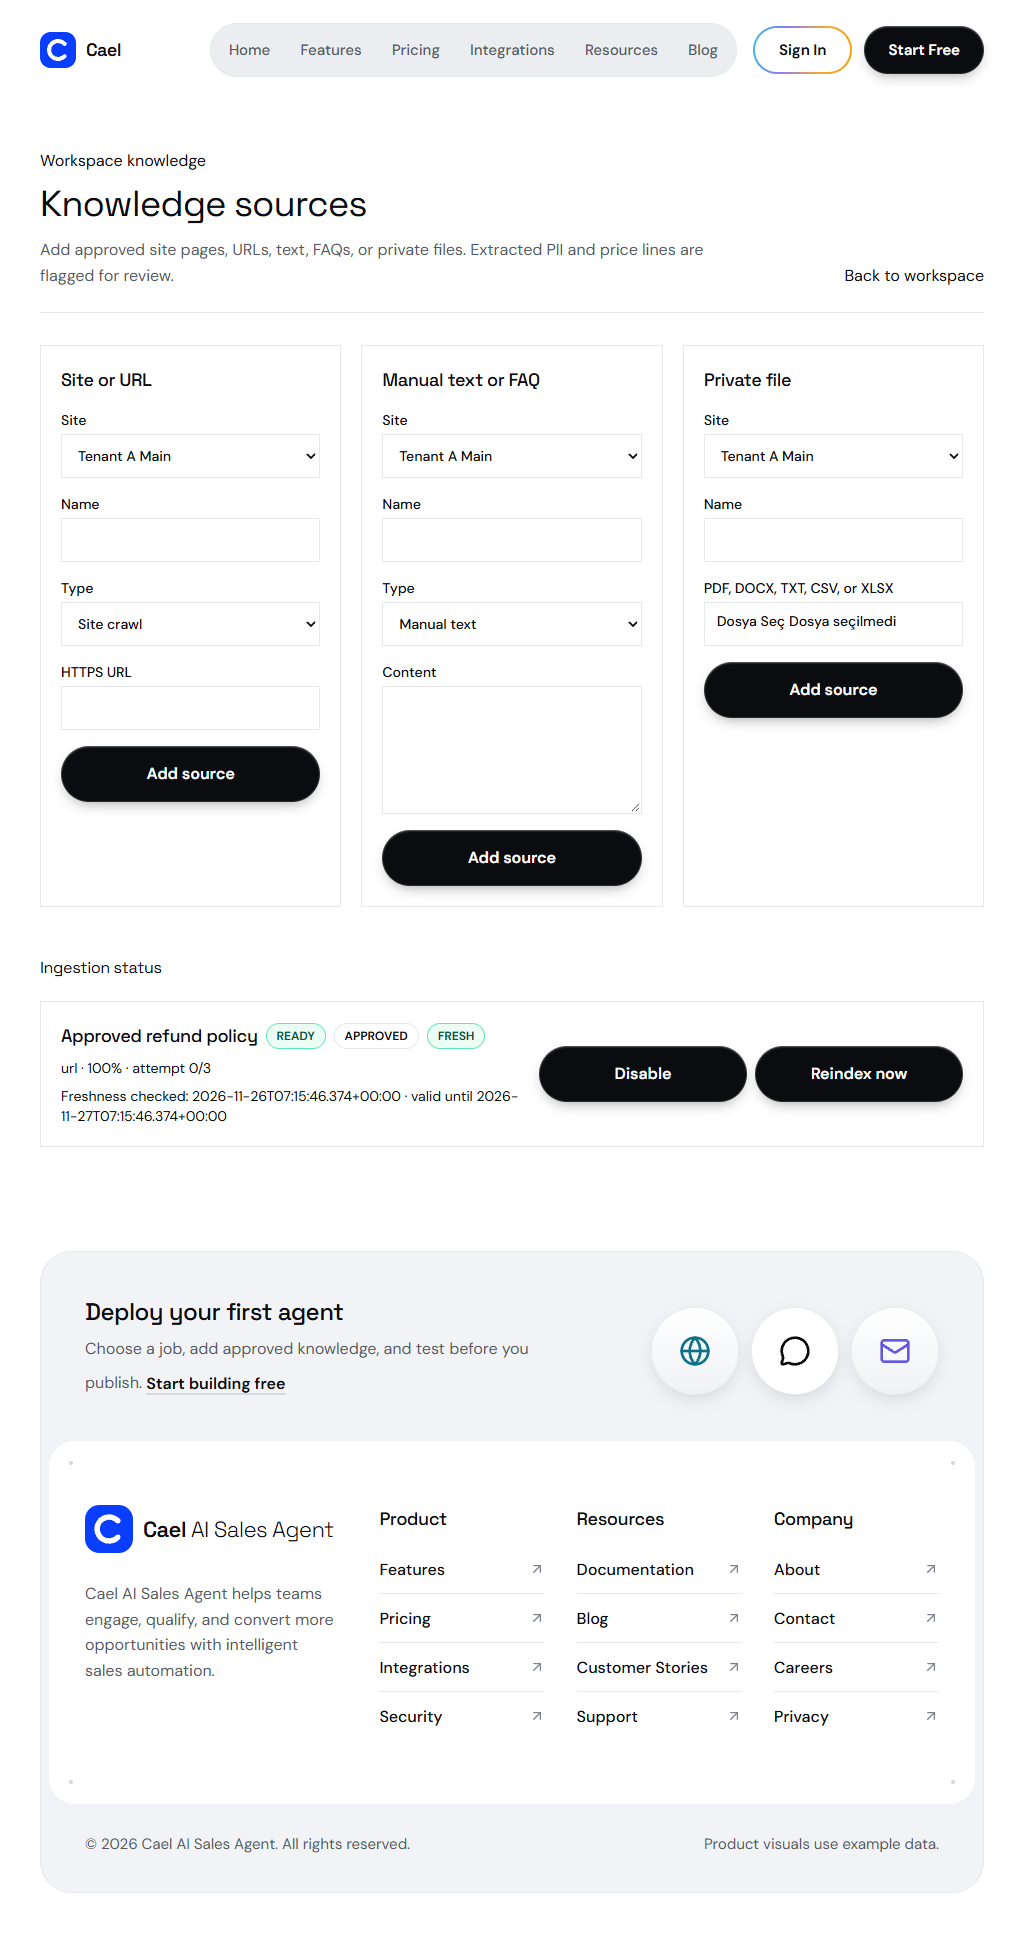 Cael
Home
Features
Pricing
Integrations
Resources
Blog
Sign In
Start Free
Workspace knowledge
Knowledge sources
Add approved site pages, URLs, text, FAQs, or private files. Extracted PII and price lines are
flagged for review.
Back to workspace
Site or URL
Site
Tenant A Main
Name
Type
Site crawl
HTTPS URL
Add source
Manual text or FAQ
Site
Tenant A Main
Name
Type
Manual text
Content
Add source
Private file
Site
Tenant A Main
Name
PDF, DOCX, TXT, CSV, or XLSX
Dosya Seç Dosya seçilmedi
Add source
Ingestion status
Approved refund policy READY APPROVED FRESH
url · 100% · attempt 0/3
Freshness checked: 2026-11-26T07:15:46.374+00:00 · valid until 2026-
11-27T07:15:46.374+00:00
Disable
Reindex now
Deploy your first agent
Choose a job, add approved knowledge, and test before you
publish. Start building free
Cael AI Sales Agent
Cael AI Sales Agent helps teams
engage, qualify, and convert more
opportunities with intelligent
sales automation.
Product
Features
Pricing
Integrations
Security
Resources
Documentation
Blog
Customer Stories
Support
Company
About
Contact
Careers
Privacy
© 2026 Cael AI Sales Agent. All rights reserved.
Product visuals use example data.